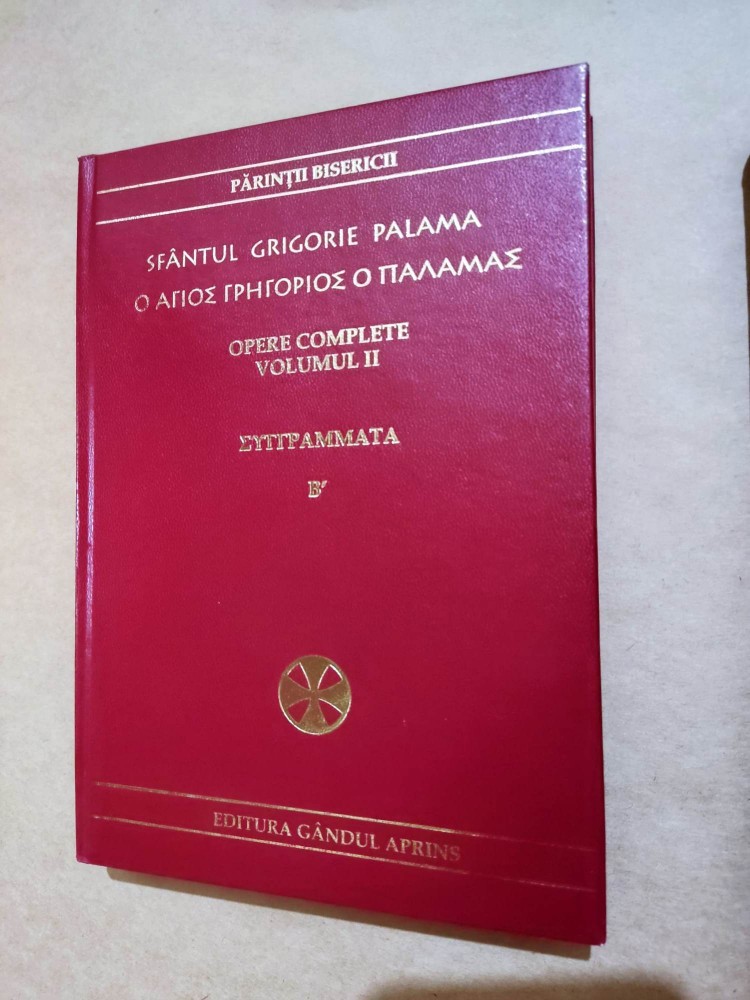 PĂRINȚII BISERICII
SFÂNTUL GRIGORIE PALAMA
Ο ΑΓΙΟΣ ΓΡΗΓΟΡΙΟΣ Ο ΠΑΛΑΜΑΣ
OPERE COMPLETE
VOLUMUL II
ΣΥΓΓΡΑΜΜΑΤΑ
Β΄
EDITURA GÂNDUL APRINS